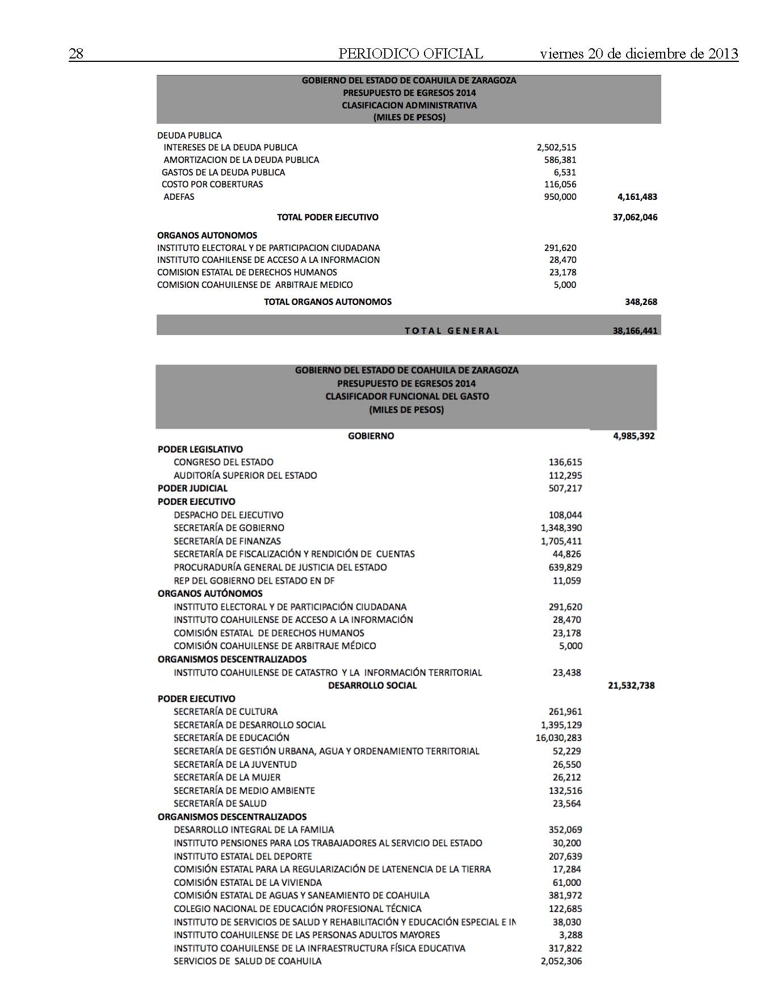 28 PERIODICO OFICIAL viernes 20 de diciembre de 2013
GOBIERNO DEL ESTADO DE COAHUILA DE ZARAGOZA
PRESUPUESTO DE EGRESOS 2014
CLASIFICACION ADMINISTRATIVA
(MILES DE PESOS)
DEUDA PUBLICA
INTERESES DE LA DEUDA PUBLICA 2,502,515
AMORTIZACION DE LA DEUDA PUBLICA 586,381
GASTOS DE LA DEUDA PUBLICA 6,531
COSTO POR COBERTURAS 116,056
ADEFAS 950,000 4,161,483
TOTAL PODER EJECUTIVO 37,062,046
ORGANOS AUTONOMOS
INSTITUTO ELECTORAL Y DE PARTICIPACION CIUDADANA 291,620
INSTITUTO COAHILENSE DE ACCESO A LA INFORMACION 28,470
COMISION ESTATAL DE DERECHOS HUMANOS 23,178
COMISION COAHUILENSE DE ARBITRAJE MEDICO 5,000
TOTAL ORGANOS AUTONOMOS 348,268
T O T A L G E N E R A L 38,166,441
GOBIERNO DEL ESTADO DE COAHUILA DE ZARAGOZA
PRESUPUESTO DE EGRESOS 2014
CLASIFICADOR FUNCIONAL DEL GASTO
(MILES DE PESOS)
GOBIERNO 4,985,392
PODER LEGISLATIVO
CONGRESO DEL ESTADO 136,615
AUDITORÍA SUPERIOR DEL ESTADO 112,295
PODER JUDICIAL 507,217
PODER EJECUTIVO
DESPACHO DEL EJECUTIVO 108,044
SECRETARÍA DE GOBIERNO 1,348,390
SECRETARÍA DE FINANZAS 1,705,411
SECRETARÍA DE FISCALIZACIÓN Y RENDICIÓN DE CUENTAS 44,826
PROCURADURÍA GENERAL DE JUSTICIA DEL ESTADO 639,829
REP DEL GOBIERNO DEL ESTADO EN DF 11,059
ORGANOS AUTÓNOMOS
INSTITUTO ELECTORAL Y DE PARTICIPACIÓN CIUDADANA 291,620
INSTITUTO COAHUILENSE DE ACCESO A LA INFORMACIÓN 28,470
COMISIÓN ESTATAL DE DERECHOS HUMANOS 23,178
COMISIÓN COAHUILENSE DE ARBITRAJE MÉDICO 5,000
ORGANISMOS DESCENTRALIZADOS
INSTITUTO COAHUILENSE DE CATASTRO Y LA INFORMACIÓN TERRITORIAL 23,438
DESARROLLO SOCIAL 21,532,738
PODER EJECUTIVO
SECRETARÍA DE CULTURA 261,961
SECRETARÍA DE DESARROLLO SOCIAL 1,395,129
SECRETARÍA DE EDUCACIÓN 16,030,283
SECRETARÍA DE GESTIÓN URBANA, AGUA Y ORDENAMIENTO TERRITORIAL 52,229
SECRETARÍA DE LA JUVENTUD 26,550
SECRETARÍA DE LA MUJER 26,212
SECRETARÍA DE MEDIO AMBIENTE 132,516
SECRETARÍA DE SALUD 23,564
ORGANISMOS DESCENTRALIZADOS
DESARROLLO INTEGRAL DE LA FAMILIA 352,069
INSTITUTO PENSIONES PARA LOS TRABAJADORES AL SERVICIO DEL ESTADO 30,200
INSTITUTO ESTATAL DEL DEPORTE 207,639
COMISIÓN ESTATAL PARA LA REGULARIZACIÓN DE LATENENCIA DE LA TIERRA 17,284
COMISIÓN ESTATAL DE LA VIVIENDA 61,000
COMISIÓN ESTATAL DE AGUAS Y SANEAMIENTO DE COAHUILA 381,972
COLEGIO NACIONAL DE EDUCACIÓN PROFESIONAL TÉCNICA 122,685
INSTITUTO DE SERVICIOS DE SALUD Y REHABILITACIÓN Y EDUCACIÓN ESPECIAL E 38,030
INSTITUTO COAHUILENSE DE LAS PERSONAS ADULTOS MAYORES 3,288
INSTITUTO COAHUILENSE DE LA INFRAESTRUCTURA FÍSICA EDUCATIVA 317,822
SERVICIOS DE SALUD DE COAHUILA 2,052,306